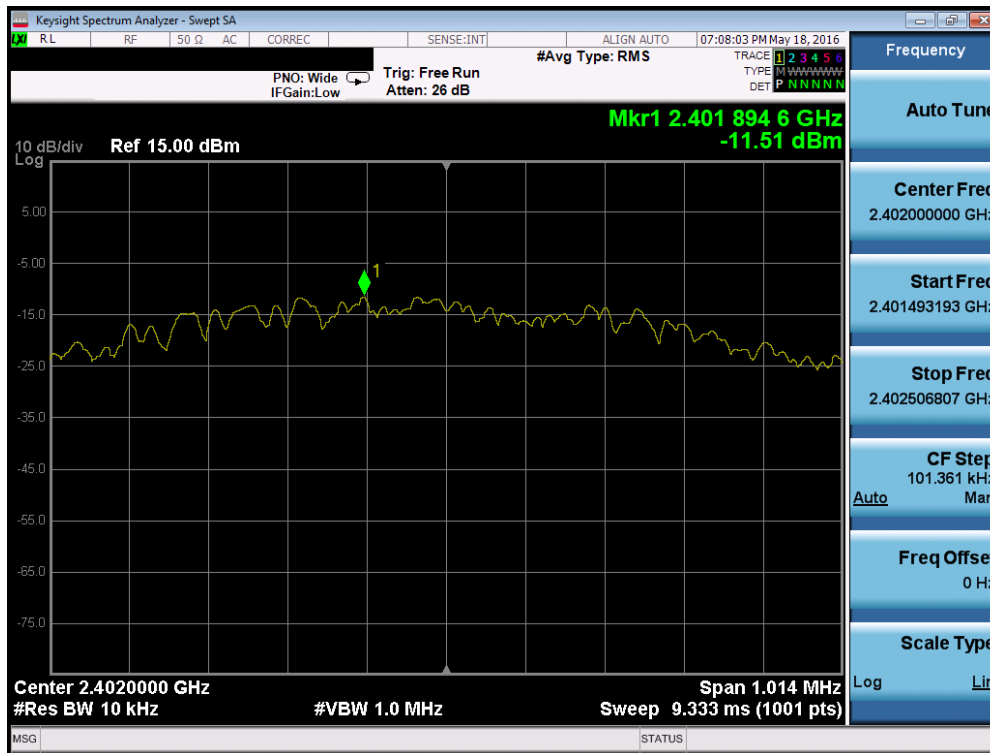 Keysight Spectrum Analyzer - Swept SA
LXI RL RF 50 Ω AC CORREC SENSE:INT ALIGN AUTO 07:08:03 PM May 18, 2016
#Avg Type: RMS
TRACE 1 2 3 4 5 6
TYPE M WWWWW
DET P N N N N N
PNO: Wide
IFGain:Low
Trig: Free Run
Atten: 26 dB
Mkr1 2.401 894 6 GHz
-11.51 dBm
10 dB/div Ref 15.00 dBm
Log
5.00
-5.00
1
-15.0
-25.0
-35.0
-45.0
-55.0
-65.0
-75.0
Center 2.4020000 GHz
Span 1.014 MHz
#Res BW 10 kHz
#VBW 1.0 MHz
Sweep 9.333 ms (1001 pts)
MSG
STATUS
Frequency
Auto Tune
Center Freq
2.402000000 GHz
Start Freq
2.401493193 GHz
Stop Freq
2.402506807 GHz
CF Step
101.361 kHz
Auto Man
Freq Offset
0 Hz
Scale Type
Log Lin